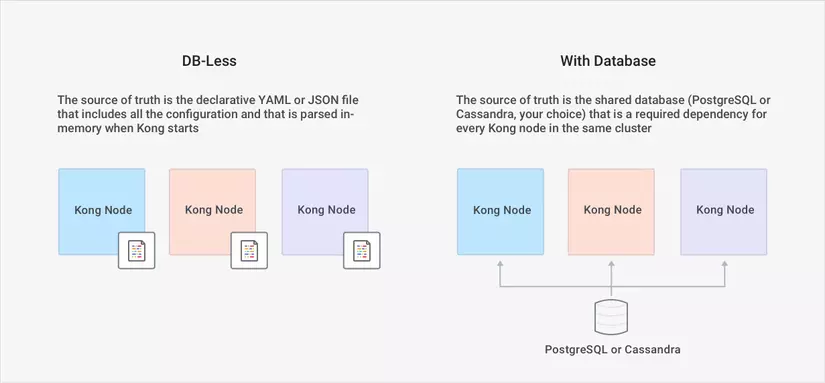 DB-Less
The source of truth is the declarative YAML or JSON file
that includes all the configuration and that is parsed in-
memory when Kong starts
Kong Node
Kong Node
Kong Node
With Database
The source of truth is the shared database (PostgreSQL or
Cassandra, your choice) that is a required dependency for
every Kong node in the same cluster
Kong Node
Kong Node
Kong Node
PostgreSQL or Cassandra